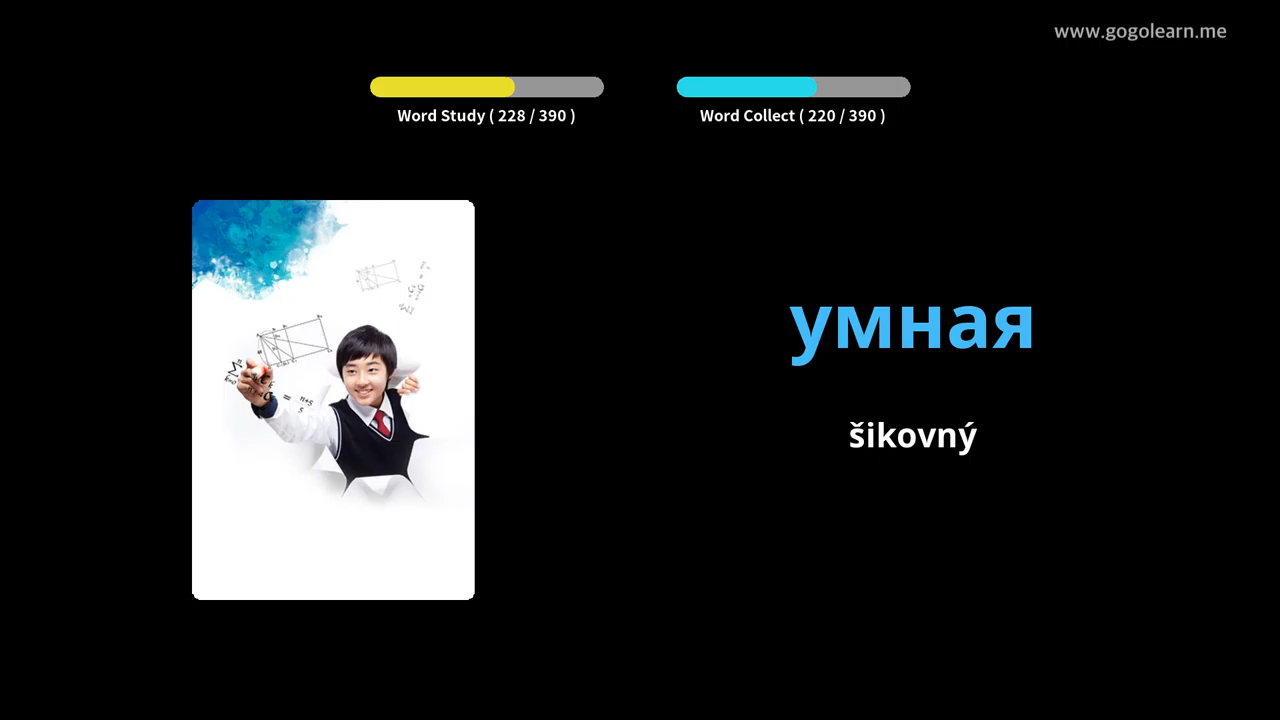 www.gogolearn.me
Word Study ( 228 / 390 )
Word Collect ( 220 / 390 )
умная
šikovný